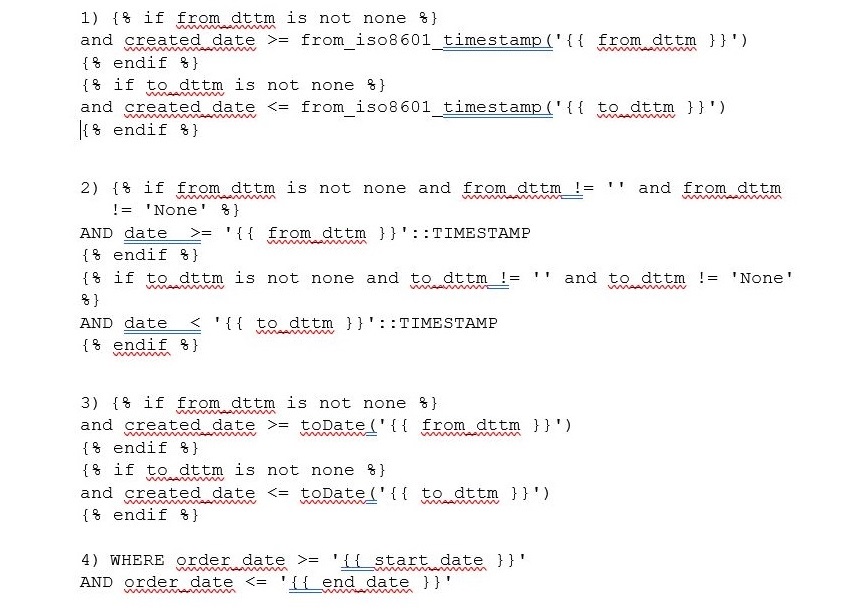 1) {% if from_dttm is not none %}
and created_date >= from_iso8601_timestamp('{{ from_dttm }}')
{% endif %}
{% if to_dttm is not none %}
and created_date <= from_iso8601_timestamp('{{ to_dttm }}')
{% endif %}
2) {% if from_dttm is not none and from_dttm != '' and from_dttm
!= 'None' %}
AND date >= '{{ from_dttm }}'::TIMESTAMP
{% endif %}
{% if to_dttm is not none and to_dttm != '' and to_dttm != 'None'
%}
AND date < '{{ to_dttm }}'::TIMESTAMP
{% endif %}
3) {% if from_dttm is not none %}
and created_date >= toDate('{{ from_dttm }}')
{% endif %}
{% if to_dttm is not none %}
and created_date <= toDate('{{ to_dttm }}')
{% endif %}
4) WHERE order_date >= '{{ start_date }}'
AND order_date <= '{{ end_date }}'